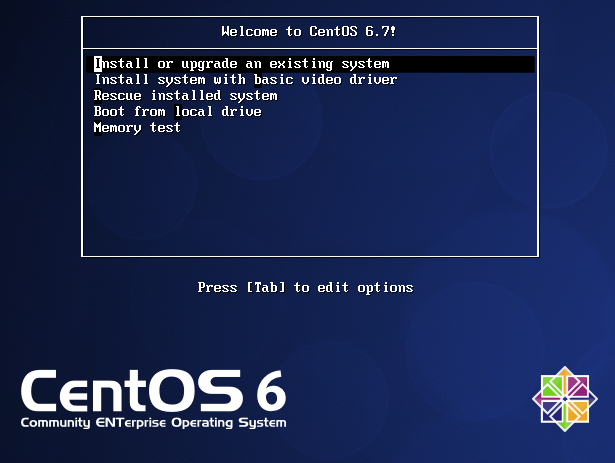 Welcome to CentOS 6.7!
Install or upgrade an existing system
Install system with basic video driver
Rescue installed system
Boot from local drive
Memory test
Press [Tab] to edit options
CentOS 6
Community ENTerprise Operating System